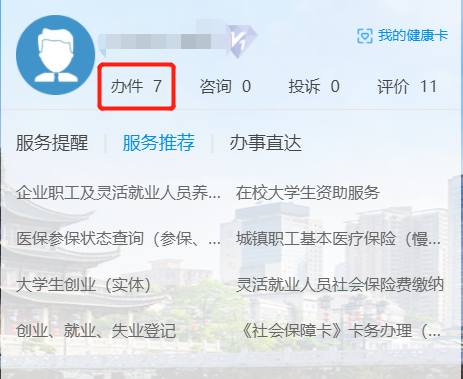 V1
我的健康卡
办件 7 咨询 0 投诉 0 评价 11
服务提醒 服务推荐 办事直达
企业职工及灵活就业人员养... 在校大学生资助服务
医保参保状态查询（参保、... 城镇职工基本医疗保险（慢...
大学生创业（实体） 灵活就业人员社会保险费缴纳
创业、就业、失业登记 《社会保障卡》卡务办理（...